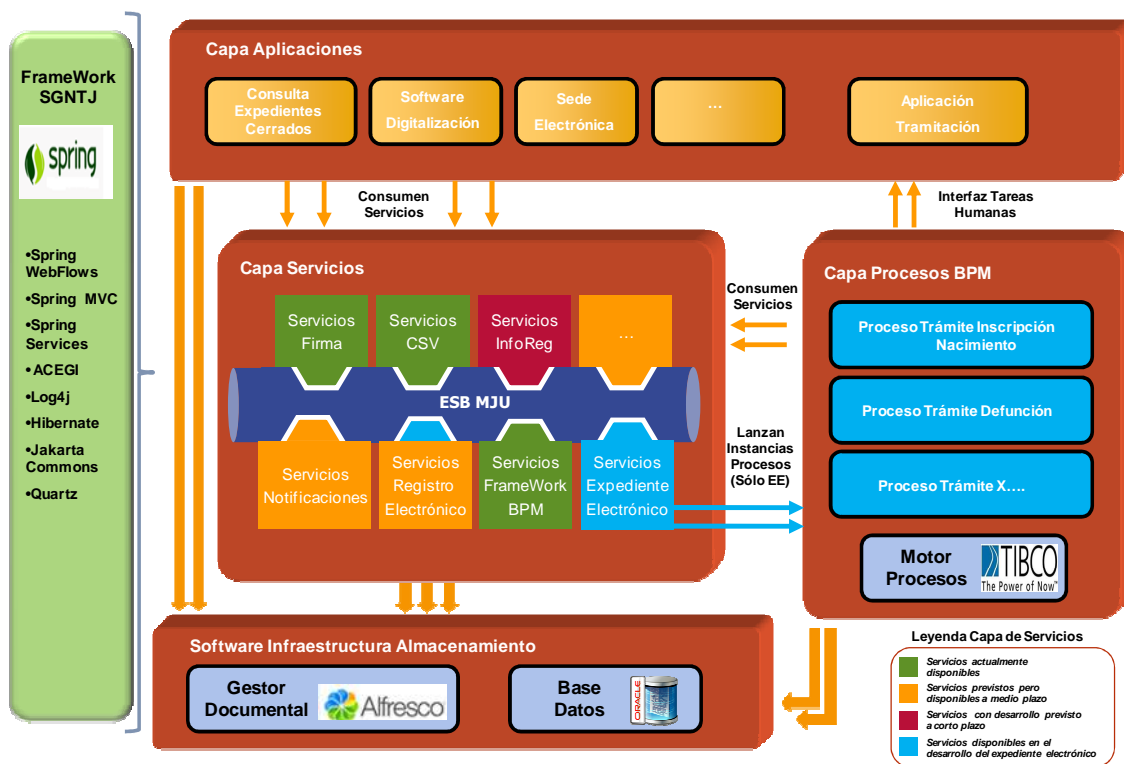 FrameWork
SGNTJ
spring
•Spring
WebFlows
•Spring MVC
•Spring
Services
•ACEGI
•Log4j
•Hibernate
•Jakarta
Commons
•Quartz
Capa Aplicaciones
Consulta
Expedientes
Cerrados
Software
Digitalización
Sede
Electrónica
...
Aplicación
Tramitación
Consumen
Servicios
Interfaz Tareas
Humanas
Capa Servicios
Servicios
Firma
Servicios
CSV
Servicios
InfoReg
...
ESB MJU
Servicios
Notificaciones
Servicios
Registro
Electrónico
Servicios
FrameWork
BPM
Servicios
Expediente
Electrónico
Consumen
Servicios
Lanzan
Instancias
Procesos
(Sólo EE)
Capa Procesos BPM
Proceso Trámite Inscripción
Nacimiento
Proceso Trámite Defunción
Proceso Trámite X....
Motor
Procesos
TIBCO
The Power of Now™
Software Infraestructura Almacenamiento
Gestor
Documental
Alfresco
Base
Datos
ORACLE
Leyenda Capa de Servicios
Servicios actualmente
disponibles
Servicios previstos pero
disponibles a medio plazo
Servicios con desarrollo previsto
a corto plazo
Servicios disponibles en el
desarrollo del expediente electrónico